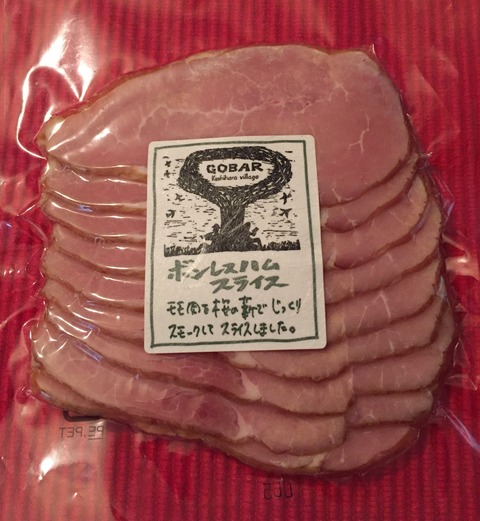 GOBAR
Kashihara village
ボンレスハム
スライス
モモ肉を桜の薪でじっくり
スモークして スライスしました。
PE.PET